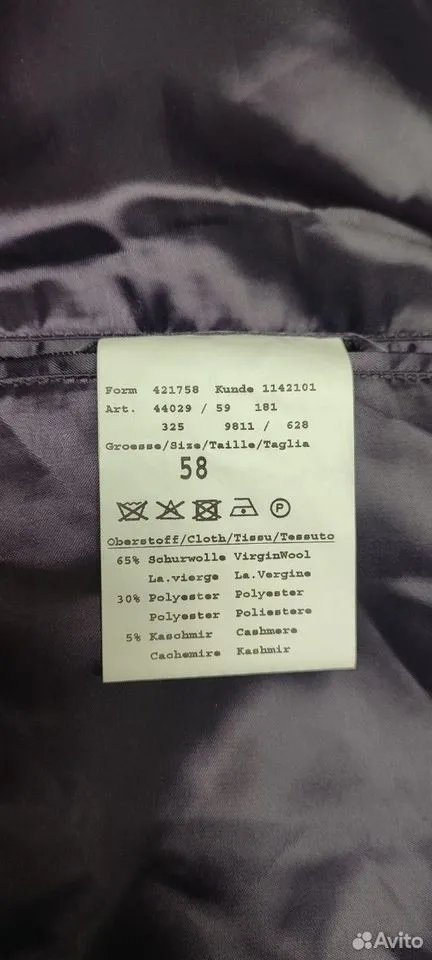 Form 421758 Kunde 1142101
Art. 44029 / 59 181
325 9811 / 628
Groesse/Size/Taille/Taglia
58
P
Oberstoff/Cloth/Tissu/Tessuto
65% Schurwolle VirginWool
La.vierge La.Vergine
30% Polyester Polyester
Polyester Poliestere
5% Kaschmir Cashmere
Cachemire Kashmir
Avito